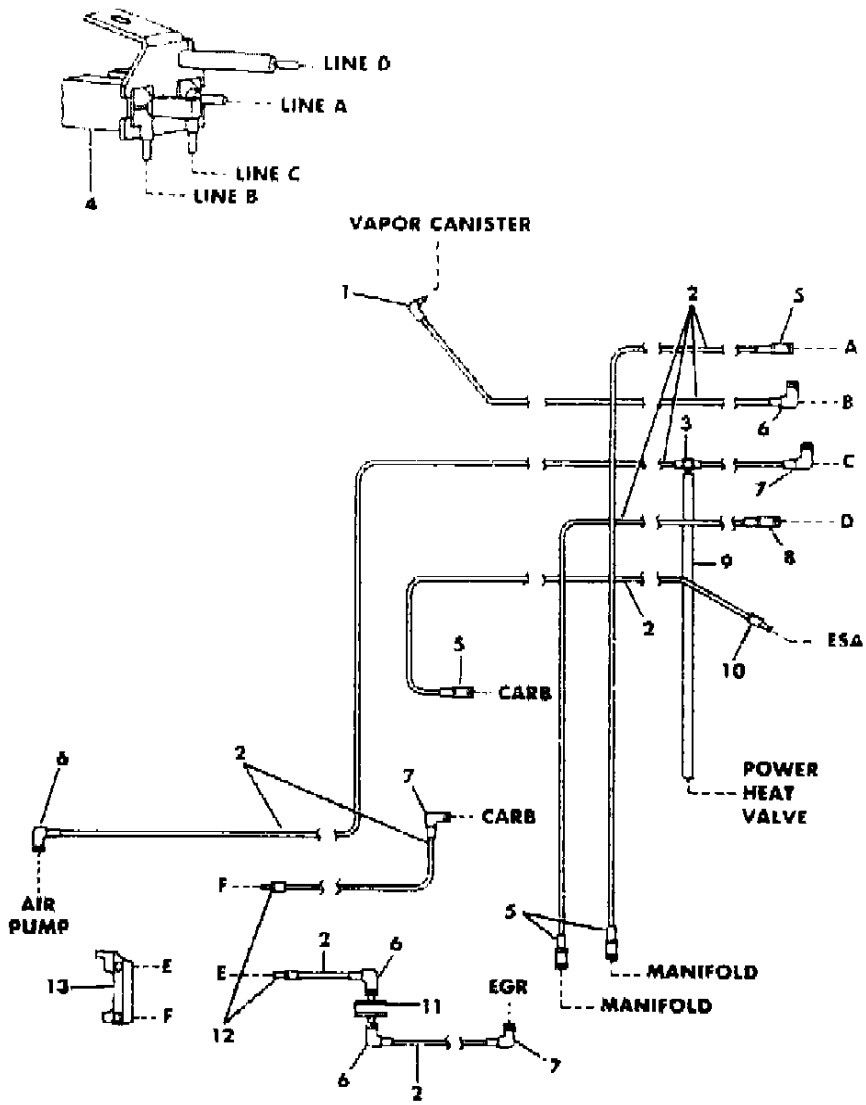 LINE D
LINE A
LINE C
LINE B
4
VAPOR CANISTER
1
2
5
A
B
6
3
C
7
D
8
9
2
ESA
10
5
CARB
6
2
7
CARB
POWER
HEAT
VALVE
F
AIR
PUMP
5
E
13
F
E
2
6
12
11
EGR
MANIFOLD
MANIFOLD
6
2
7